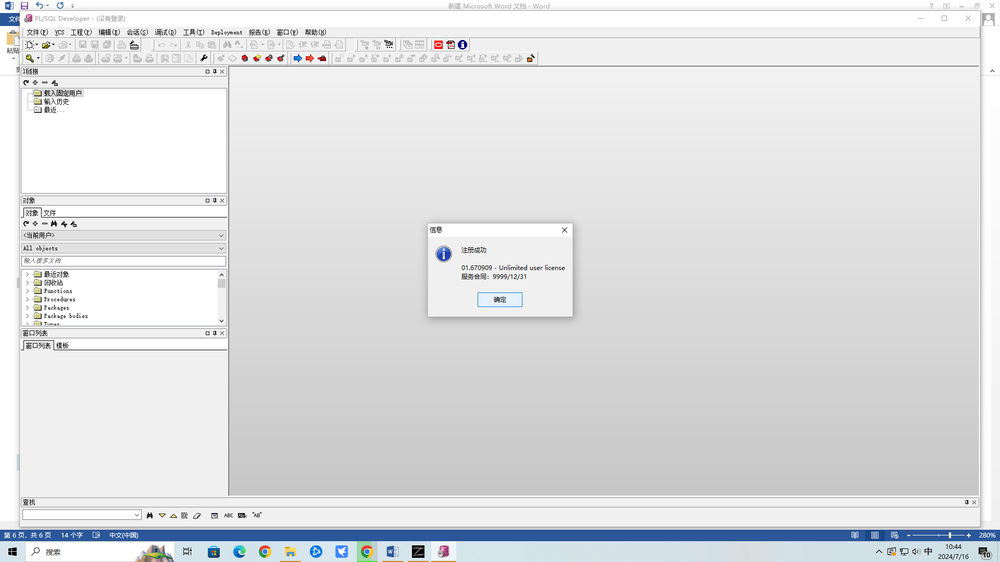 新建 Microsoft Word 文档 - Word
文件
粘贴
PL/SQL Developer - (没有登录)
文件(F) VCS 工程(P) 编辑(E) 会话(S) 调试(D) 工具(T) Deployment 报告(R) 窗口(W) 帮助(H)
SQL
l链接
载入固定用户
输入历史
最近...
对象
对象 文件
<当前用户>
All objects
输入搜索文档
最近对象
回收站
Functions
Procedures
Packages
Package bodies
Types
窗口列表
窗口列表 模板
信息
注册成功
01.670909 - Unlimited user license
服务合同: 9999/12/31
确定
查找
ABC
"AB"
第 6 页，共 6 页 14 个字 中文(中国)
280%
搜索
中
10:44
2024/7/16
10